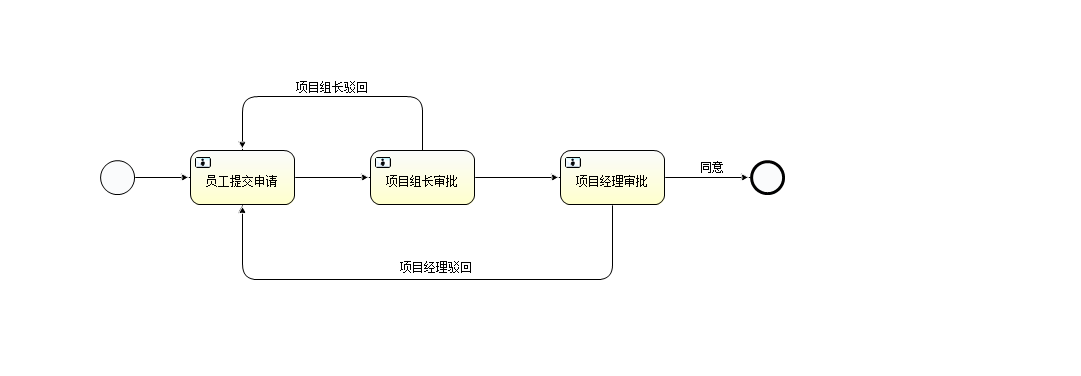 项目组长驳回
员工提交申请
项目组长审批
项目经理审批
同意
项目经理驳回